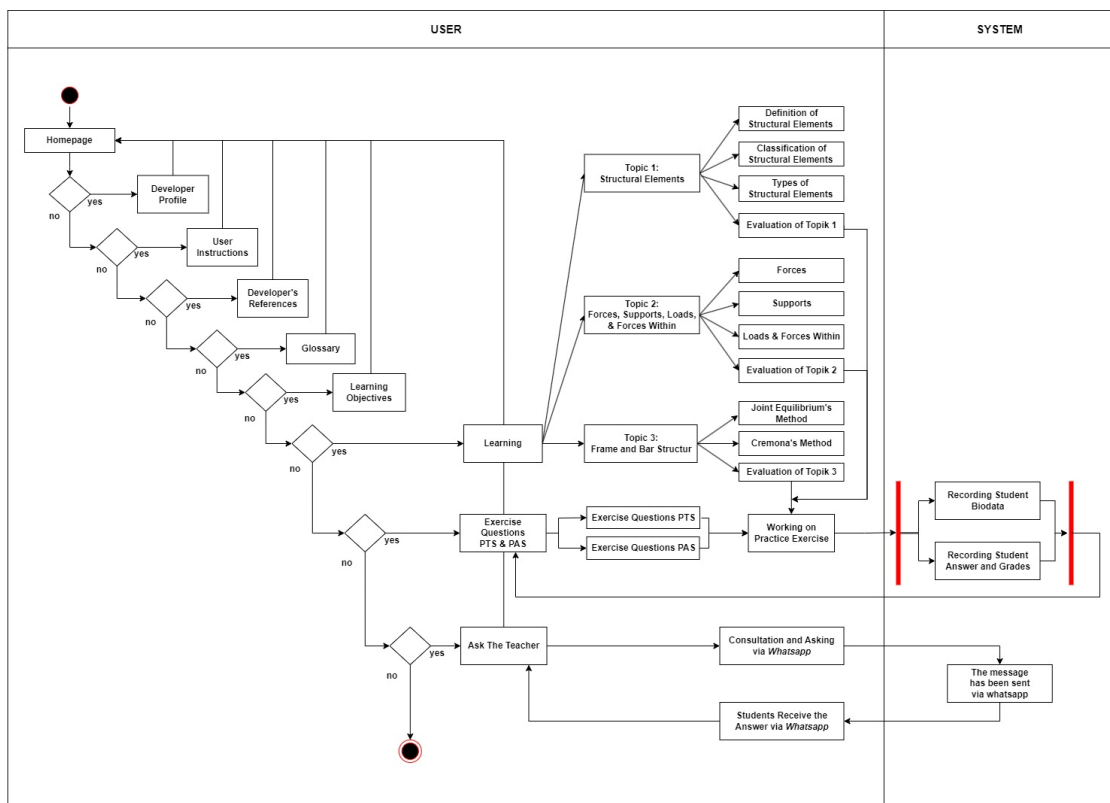 USER
SYSTEM
Homepage
yes
no
Developer
Profile
yes
no
User
Instructions
yes
no
Developer's
References
yes
no
Glossary
yes
no
Learning
Objectives
yes
no
Learning
Topic 1:
Structural Elements
Definition of
Structural Elements
Classification of
Structural Elements
Types of
Structural Elements
Evaluation of Topik 1
Topic 2:
Forces, Supports, Loads,
& Forces Within
Forces
Supports
Loads & Forces Within
Evaluation of Topik 2
Topic 3:
Frame and Bar Structur
Joint Equilibrium's
Method
Cremona's Method
Evaluation of Topik 3
yes
no
Exercise
Questions
PTS & PAS
Exercise Questions PTS
Exercise Questions PAS
Working on
Practice Exercise
Recording Student
Biodata
Recording Student
Answer and Grades
yes
no
Ask The Teacher
Consultation and Asking
via Whatsapp
The message
has been sent
via whatsapp
Students Receive the
Answer via Whatsapp